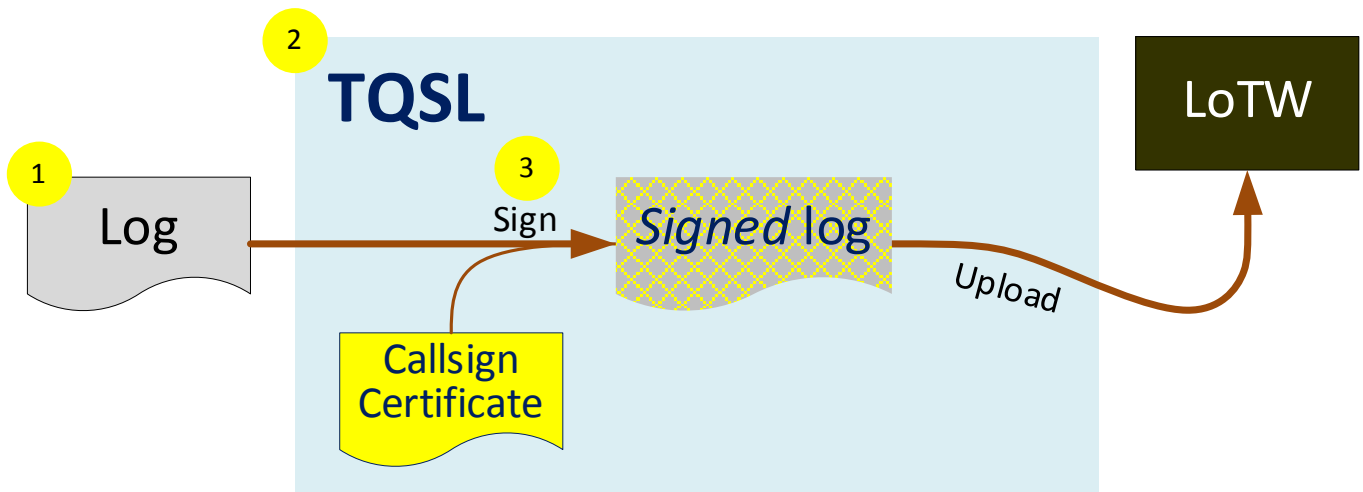 2
TQSL
LoTW
1
3
Log
Sign
Signed log
Upload
Callsign
Certificate